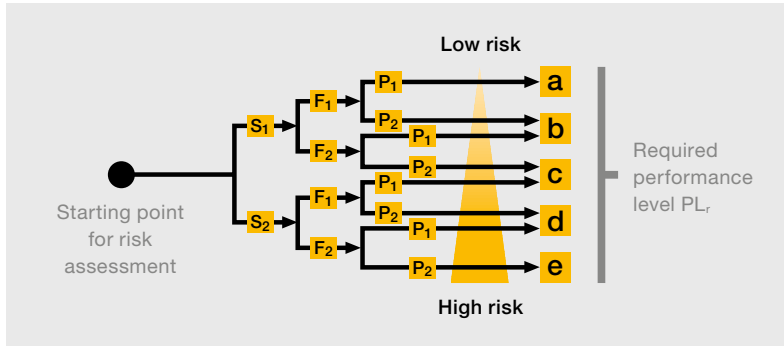 Low risk
P₁
a
F₁
S₁
P₂
b
P₁
F₂
P₂
c
Starting point
for risk
assessment
F₁
P₁
P₂
d
S₂
P₁
F₂
P₂
e
High risk
Required
performance
level PLᵣ